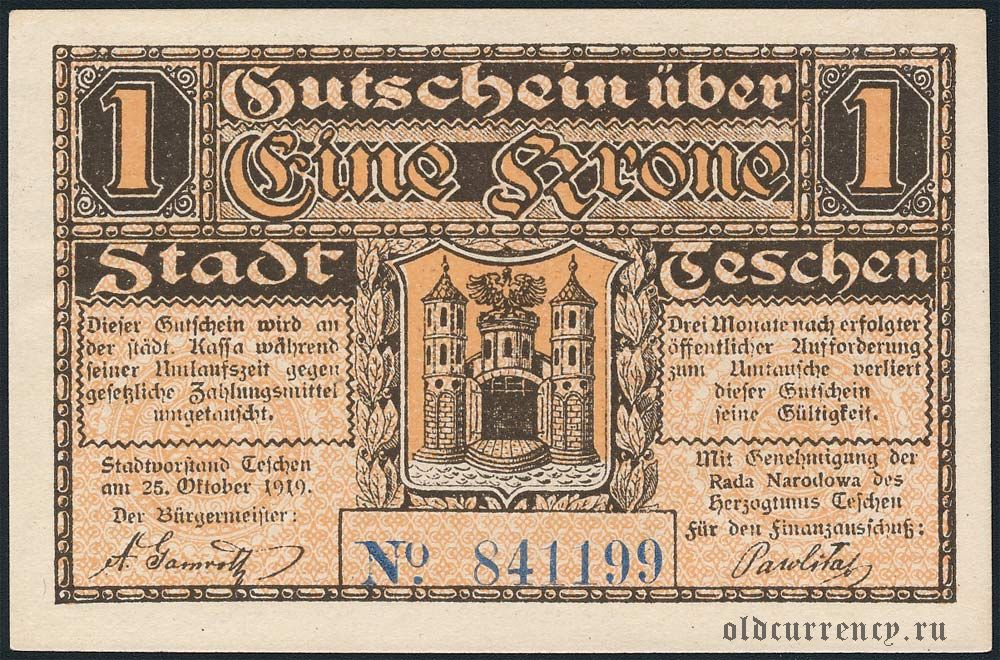 1 Gutschein über 1
Eine Krone
Stadt Teschen
Dieser Gutschein wird an
der städt. Kassa während
seiner Umlaufszeit gegen
gesetzliche Zahlungsmittel
umgetauscht.
Drei Monate nach erfolgter
öffentlicher Aufforderung
zum Umtausche verliert
dieser Gutschein
seine Gültigkeit.
Stadtvorstand Teschen
am 25. Oktober 1919.
Der Bürgermeister:
A. Gamroth
Mit Genehmigung der
Rada Narodowa des
Herzogtums Teschen
Für den Finanzausschuß:
Pawlitaj
No. 841199
oldcurrency.ru